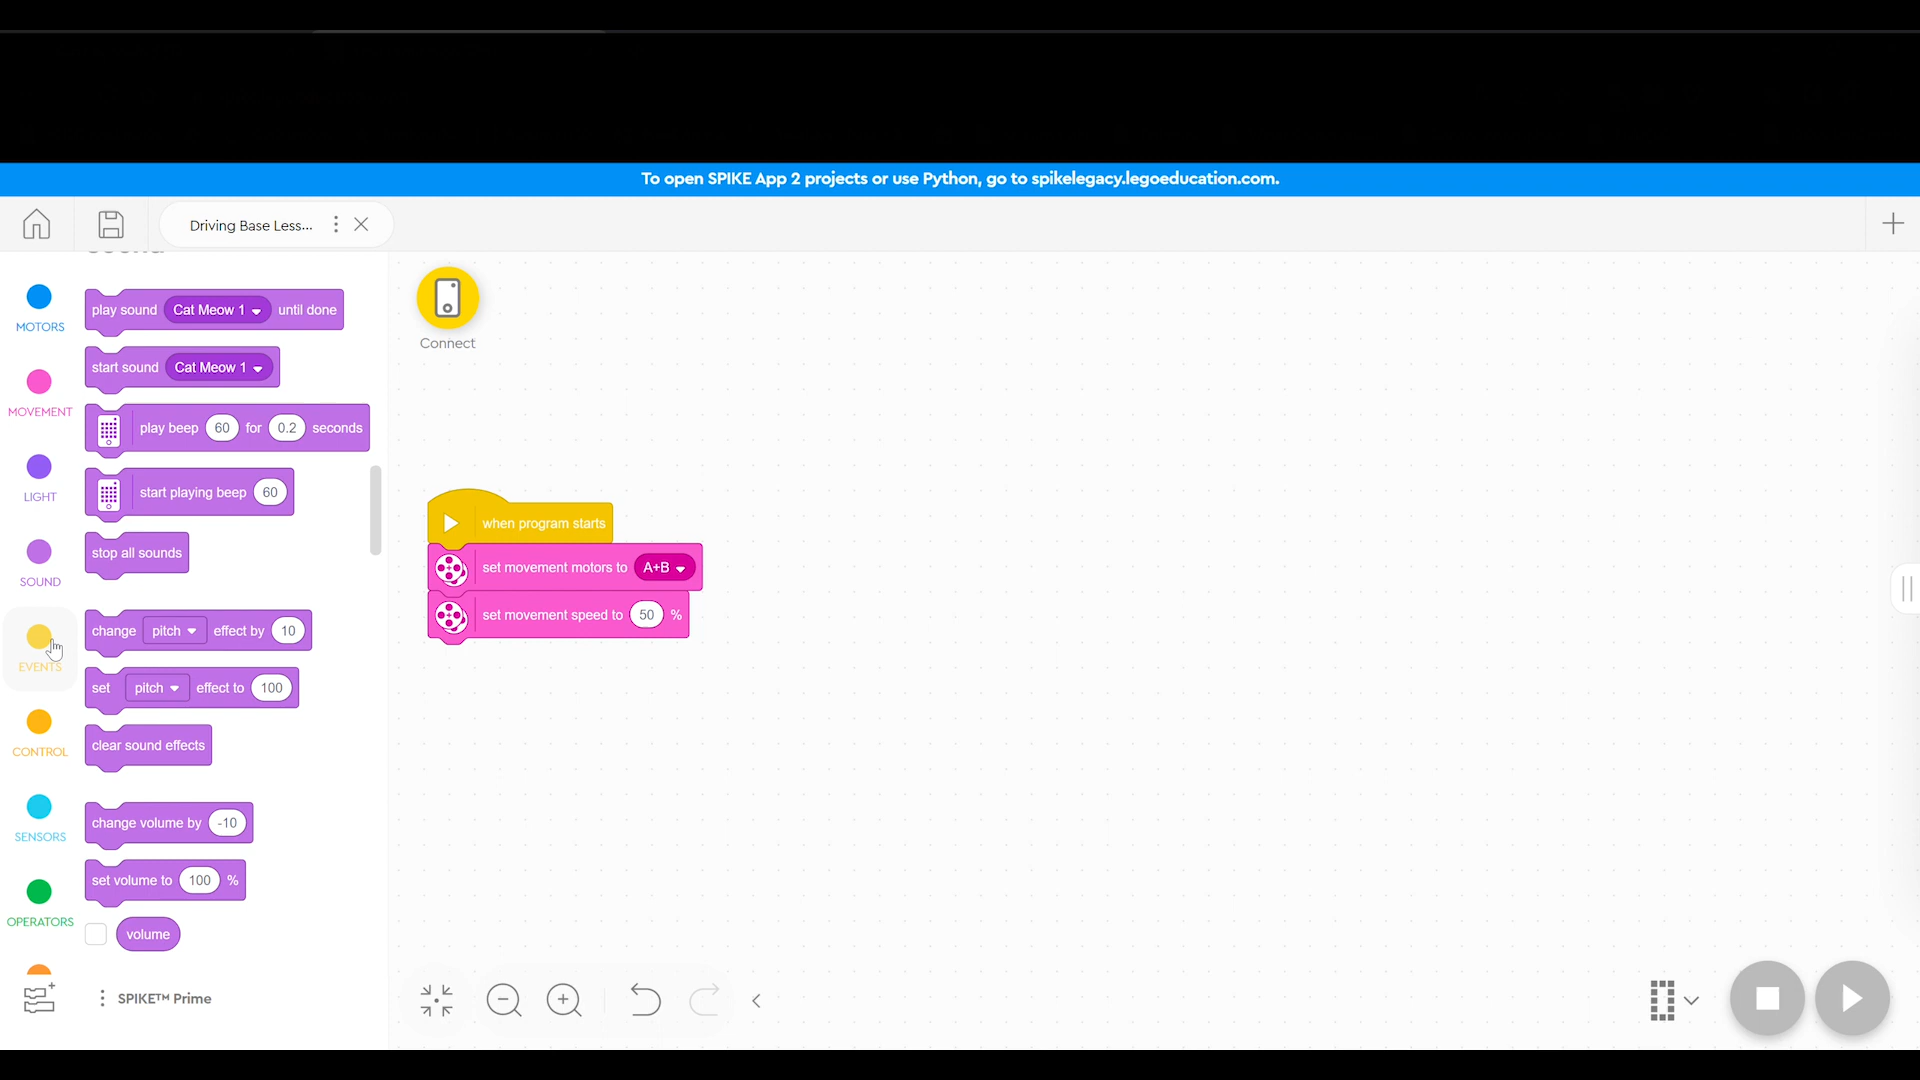 To open SPIKE App 2 projects or use Python, go to spikelegacy.legoeducation.com.
Driving Base Less...
MOTORS
MOVEMENT
LIGHT
SOUND
EVENTS
CONTROL
SENSORS
OPERATORS
play sound Cat Meow 1 until done
start sound Cat Meow 1
play beep 60 for 0.2 seconds
start playing beep 60
stop all sounds
change pitch effect by 10
set pitch effect to 100
clear sound effects
change volume by -10
set volume to 100 %
volume
SPIKE™ Prime
Connect
when program starts
set movement motors to A+B
set movement speed to 50 %